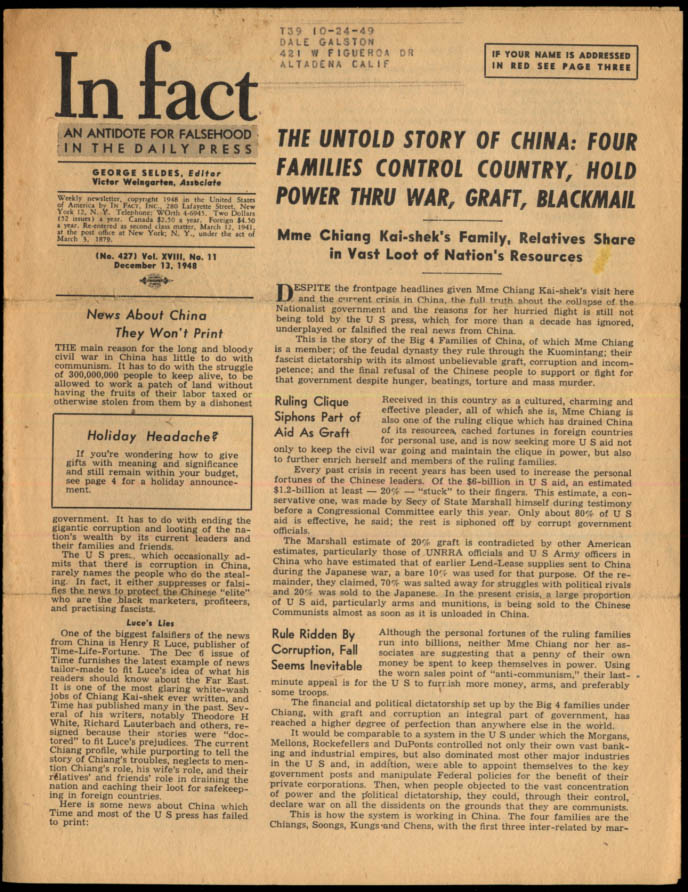 T39 10-24-49
DALE GALSTON
421 W FIGUEROA DR
ALTADENA CALIF
IF YOUR NAME IS ADDRESSED
IN RED SEE PAGE THREE
In fact
AN ANTIDOTE FOR FALSEHOOD
IN THE DAILY PRESS
GEORGE SELDES, Editor
Victor Weingarten, Associate
Weekly newsletter, copyright 1948 in the United States
of America by IN FACT, INC., 280 Lafayette Street, New
York 12, N. Y. Telephone: WOrth 4-6945. Two Dollars
(52 issues) a year. Canada $2.50 a year. Foreign $4.50
a year. Re-entered as second class matter, March 12, 1941,
at the post office at New York, N. Y., under the act of
March 3, 1879.
(No. 427) Vol. XVIII, No. 11
December 13, 1948
News About China
They Won't Print
THE main reason for the long and bloody
civil war in China has little to do with
communism. It has to do with the struggle
of 300,000,000 people to keep alive, to be
allowed to work a patch of land without
having the fruits of their labor taxed or
otherwise stolen from them by a dishonest
Holiday Headache?
If you're wondering how to give
gifts with meaning and significance
and still remain within your budget,
see page 4 for a holiday announce-
ment.
government. It has to do with ending the
gigantic corruption and looting of the na-
tion's wealth by its current leaders and
their families and friends.
The U S press, which occasionally ad-
mits that there is corruption in China,
rarely names the people who do the steal-
ing. In fact, it either suppresses or falsi-
fies the news to protect the Chinese "elite"
who are the black marketers, profiteers,
and practising fascists.
Luce's Lies
One of the biggest falsifiers of the news
from China is Henry R Luce, publisher of
Time-Life-Fortune. The Dec 6 issue of
Time furnishes the latest example of news
tailor-made to fit Luce's idea of what his
readers should know about the Far East.
It is one of the most glaring white-wash
jobs of Chiang Kai-shek ever written, and
Time has published many in the past. Sev-
eral of his writers, notably Theodore H
White, Richard Lauterbach and others, re-
signed because their stories were "doc-
tored" to fit Luce's prejudices. The current
Chiang profile, while purporting to tell the
story of Chiang's troubles, neglects to men-
tion Chiang's role, his wife's role, and their
relatives' and friends' role in draining the
nation and caching their loot for safekeep-
ing in foreign countries.
Here is some news about China which
Time and most of the U S press has failed
to print:
THE UNTOLD STORY OF CHINA: FOUR
FAMILIES CONTROL COUNTRY, HOLD
POWER THRU WAR, GRAFT, BLACKMAIL
Mme Chiang Kai-shek's Family, Relatives Share
in Vast Loot of Nation's Resources
DESPITE the frontpage headlines given Mme Chiang Kai-shek's visit here
and the current crisis in China, the full truth about the collapse of the
Nationalist government and the reasons for her hurried flight is still not
being told by the U S press, which for more than a decade has ignored,
underplayed or falsified the real news from China.
This is the story of the Big 4 Families of China, of which Mme Chiang
is a member; of the feudal dynasty they rule through the Kuomintang; their
fascist dictatorship with its almost unbelievable graft, corruption and incom-
petence; and the final refusal of the Chinese people to support or fight for
that government despite hunger, beatings, torture and mass murder.
Ruling Clique
Siphons Part of
Aid As Graft
Received in this country as a cultured, charming and
effective pleader, all of which she is, Mme Chiang is
also one of the ruling clique which has drained China
of its resources, cached fortunes in foreign countries
for personal use, and is now seeking more U S aid not
only to keep the civil war going and maintain the clique in power, but also
to further enrich herself and members of the ruling families.
Every past crisis in recent years has been used to increase the personal
fortunes of the Chinese leaders. Of the $6-billion in U S aid, an estimated
$1.2-billion at least — 20% — "stuck" to their fingers. This estimate, a con-
servative one, was made by Secy of State Marshall himself during testimony
before a Congressional Committee early this year. Only about 80% of U S
aid is effective, he said; the rest is siphoned off by corrupt government
officials.
The Marshall estimate of 20% graft is contradicted by other American
estimates, particularly those of UNRRA officials and U S Army officers in
China who have estimated that of earlier Lend-Lease supplies sent to China
during the Japanese war, a bare 10% was used for that purpose. Of the re-
mainder, they claimed, 70% was salted away for struggles with political rivals
and 20% was sold to the Japanese. In the present crisis, a large proportion
of U S aid, particularly arms and munitions, is being sold to the Chinese
Communists almost as soon as it is unloaded in China.
Rule Ridden By
Corruption, Fall
Seems Inevitable
Although the personal fortunes of the ruling families
run into billions, neither Mme Chiang nor her as-
sociates are suggesting that a penny of their own
money be spent to keep themselves in power. Using
the worn sales point of "anti-communism," their last-
minute appeal is for the U S to furnish more money, arms, and preferably
some troops.
The financial and political dictatorship set up by the Big 4 families under
Chiang, with graft and corruption an integral part of government, has
reached a higher degree of perfection than anywhere else in the world.
It would be comparable to a system in the U S under which the Morgans,
Mellons, Rockefellers and DuPonts controlled not only their own vast bank-
ing and industrial empires, but also dominated most other major industries
in the U S and, in addition, were able to appoint themselves to the key
government posts and manipulate Federal policies for the benefit of their
private corporations. Then, when people objected to the vast concentration
of power and the political dictatorship, they could, through their control,
declare war on all the dissidents on the grounds that they are communists.
This is how the system is working in China. The four families are the
Chiangs, Soongs, Kungs and Chens, with the first three inter-related by mar-